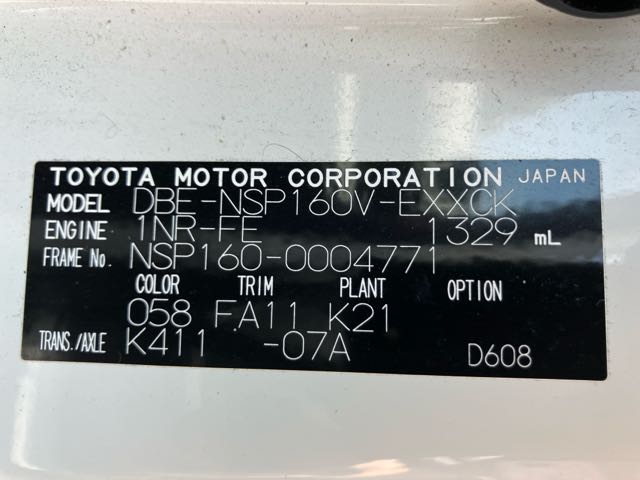 TOYOTA MOTOR CORPORATION JAPAN
MODEL DBE-NSP160V-EXXCK
ENGINE 1NR-FE 1329 mL
FRAME No. NSP160-0004771
COLOR TRIM PLANT OPTION
058 FA11 K21
TRANS./AXLE K411 -07A D608